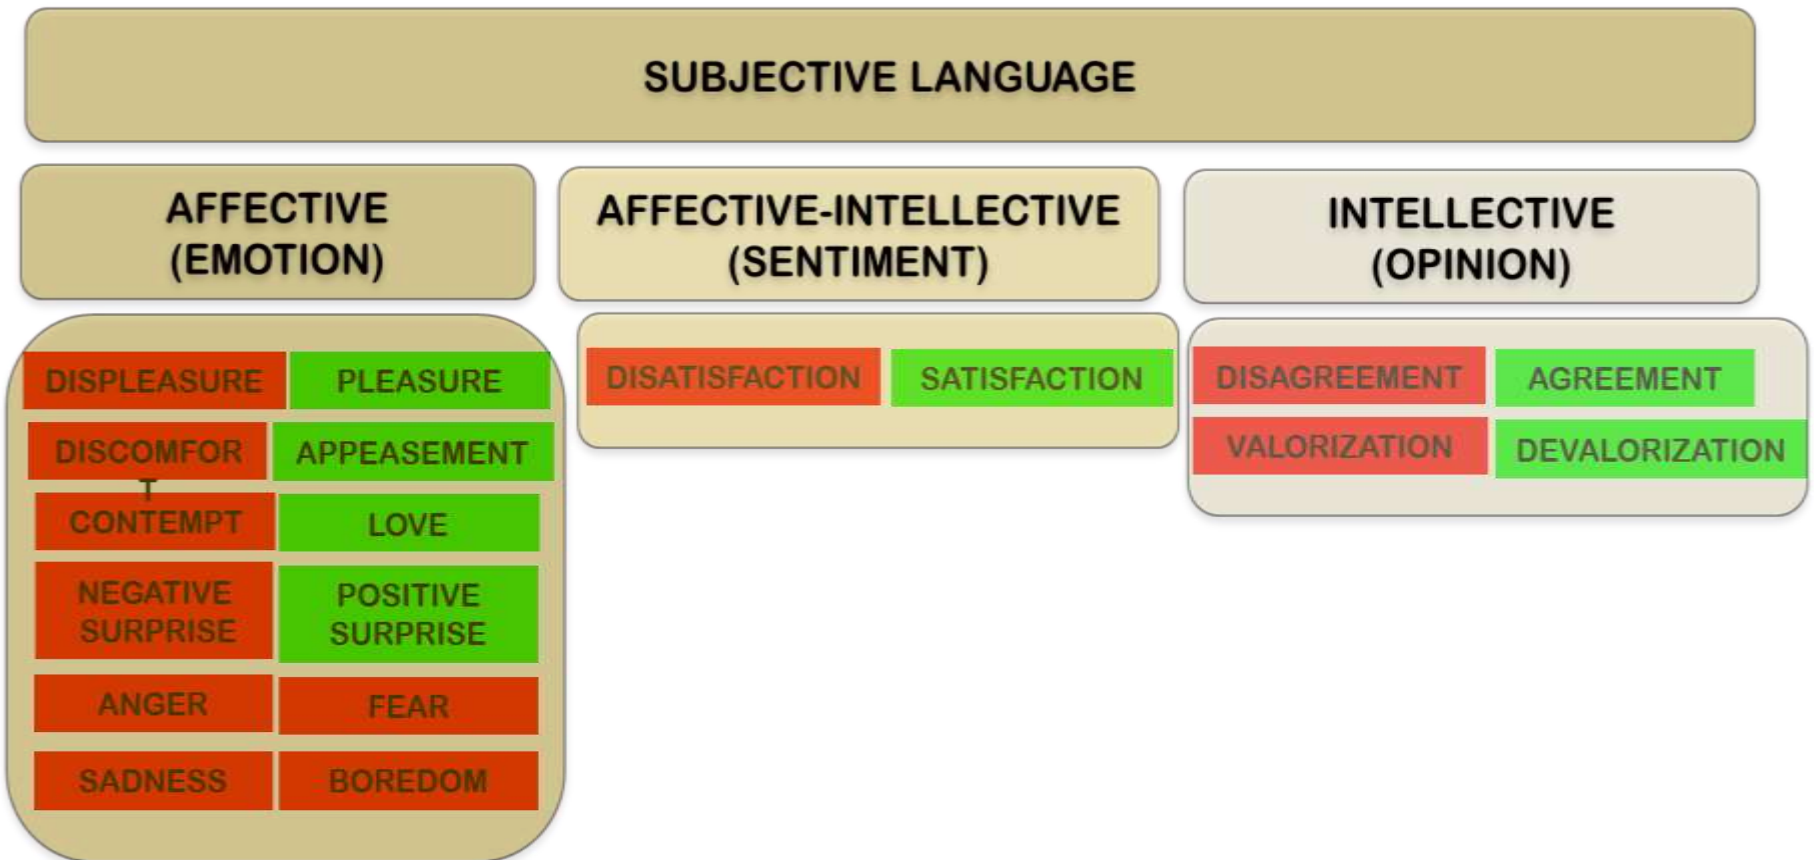 SUBJECTIVE LANGUAGE
AFFECTIVE
(EMOTION)
AFFECTIVE-INTELLECTIVE
(SENTIMENT)
INTELLECTIVE
(OPINION)
DISPLEASURE
PLEASURE
DISCOMFOR
T
APPEASEMENT
CONTEMPT
LOVE
NEGATIVE
SURPRISE
POSITIVE
SURPRISE
ANGER
FEAR
SADNESS
BOREDOM
DISATISFACTION
SATISFACTION
DISAGREEMENT
AGREEMENT
VALORIZATION
DEVALORIZATION